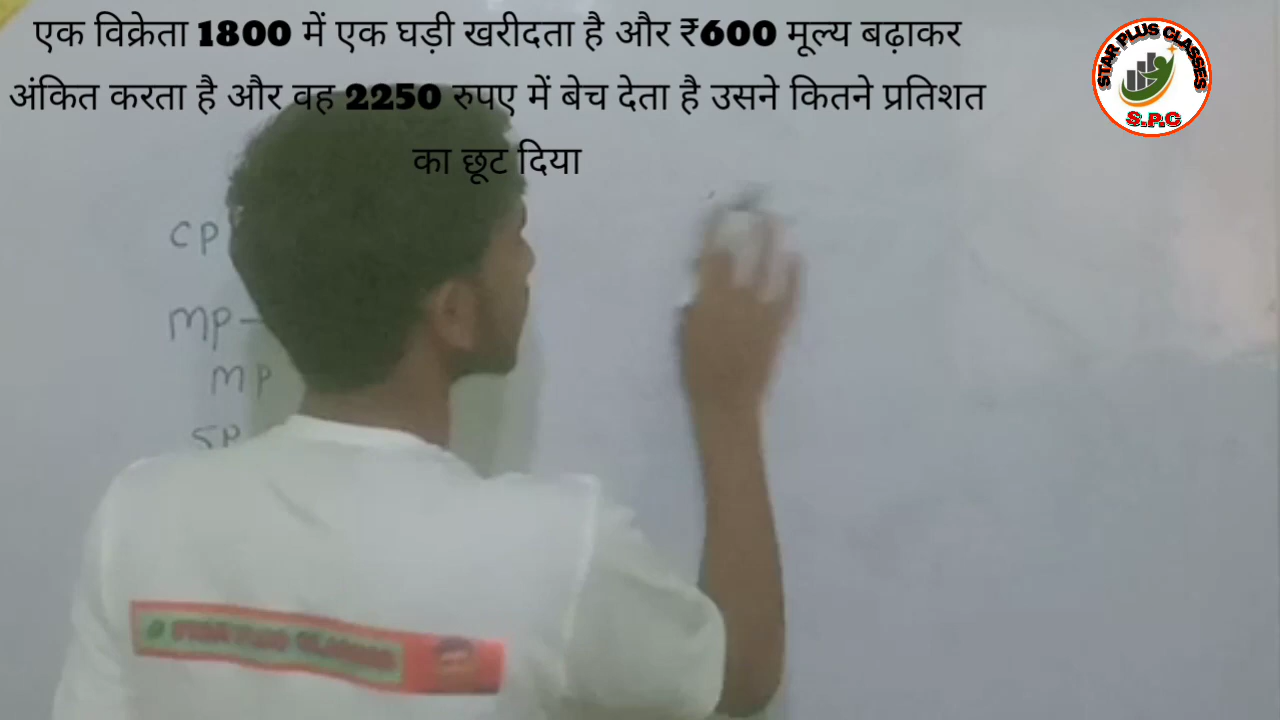 एक विक्रेता 1800 में एक घड़ी खरीदता है और ₹600 मूल्य बढ़ाकर
अंकित करता है और वह 2250 रुपए में बेच देता है उसने कितने प्रतिशत
का छूट दिया
STAR PLUS CLASSES
S.P.C
CP
MP -
MP
SP